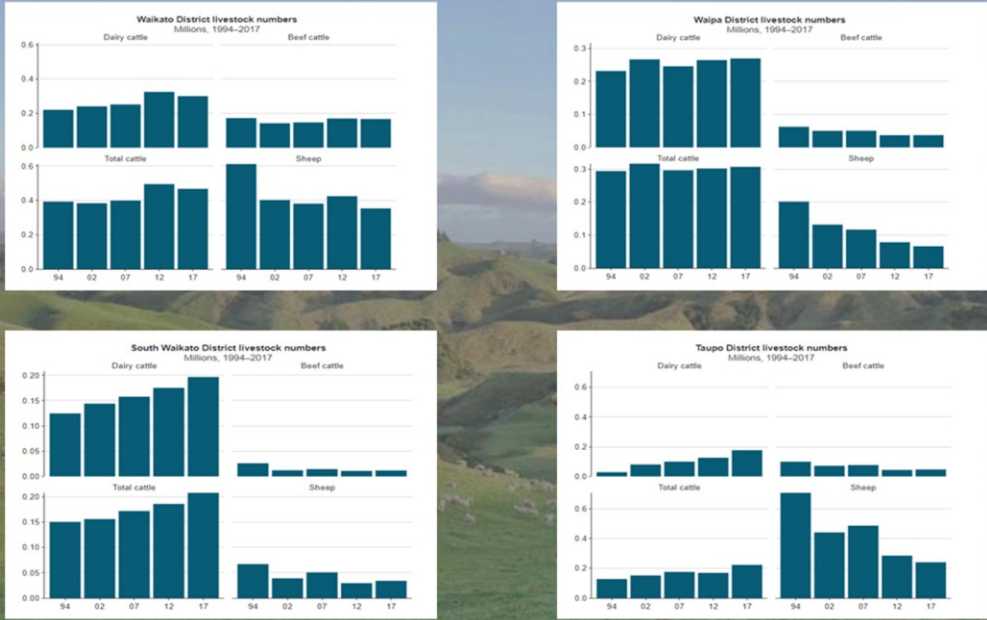 Waikato District livestock numbers
Millions, 1994–2017
Dairy cattle Beef cattle
0.6
0.4
0.2
0.0
Total cattle Sheep
0.6
0.4
0.2
0.0
94 02 07 12 17 94 02 07 12 17
Waipa District livestock numbers
Millions, 1994–2017
Dairy cattle Beef cattle
0.3
0.2
0.1
0.0
Total cattle Sheep
0.3
0.2
0.1
0.0
94 02 07 12 17 94 02 07 12 17
South Waikato District livestock numbers
Millions, 1994–2017
Dairy cattle Beef cattle
0.20
0.15
0.10
0.05
0.00
Total cattle Sheep
0.20
0.15
0.10
0.05
0.00
94 02 07 12 17 94 02 07 12 17
Taupo District livestock numbers
Millions, 1994–2017
Dairy cattle Beef cattle
0.6
0.4
0.2
0.0
Total cattle Sheep
0.6
0.4
0.2
0.0
94 02 07 12 17 94 02 07 12 17